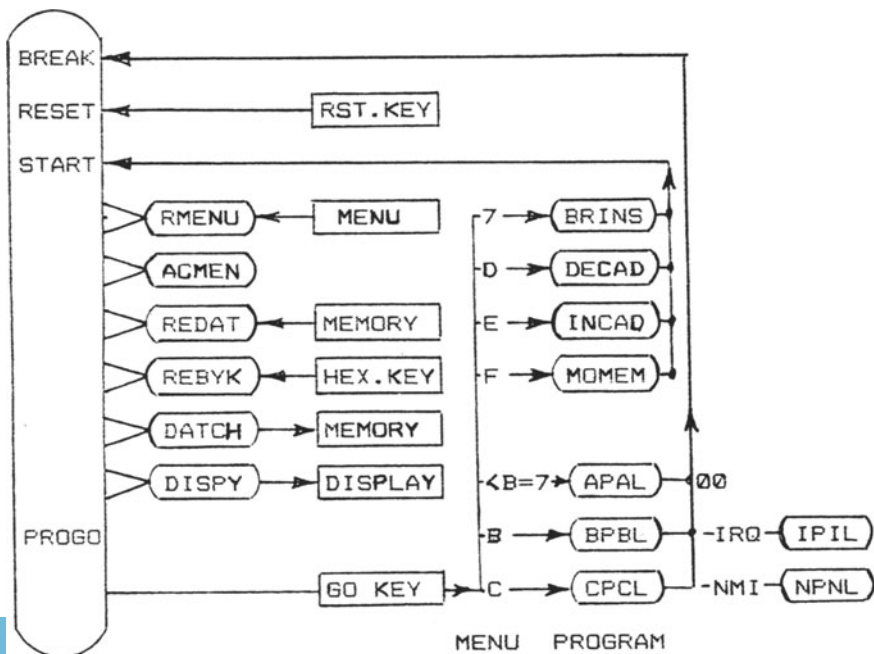 BREAK
RESET RST.KEY
START
RMENU MENU 7 BRINS
ACMEN D DECAD
REDAT MEMORY E INCAD
REBYK HEX.KEY F MOMEM
DATCH MEMORY
DISPY DISPLAY <B=7 APAL 00
PROGO B BPBL -IRQ IPIL
GO KEY C CPCL -NMI NPNL
MENU PROGRAM